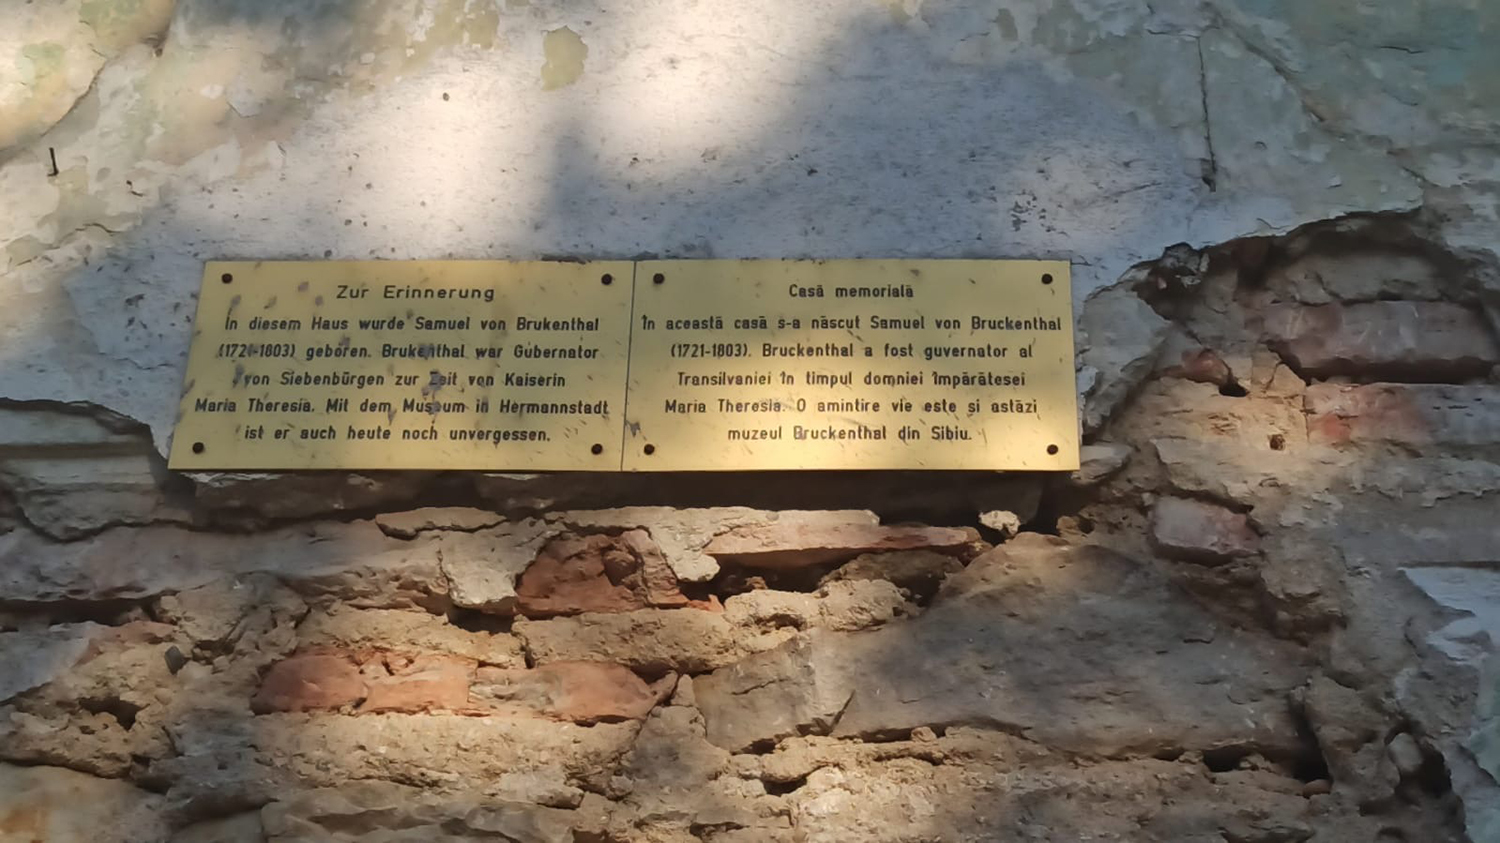 Zur Erinnerung
In diesem Haus wurde Samuel von Brukenthal
(1721-1803) geboren. Brukenthal war Gubernator
von Siebenbürgen zur Zeit von Kaiserin
Maria Theresia. Mit dem Museum in Hermannstadt
ist er auch heute noch unvergessen.
Casă memorială
În această casă s-a născut Samuel von Bruckenthal
(1721-1803). Bruckenthal a fost guvernator al
Transilvaniei în timpul domniei împărătesei
Maria Theresia. O amintire vie este şi astăzi
muzeul Bruckenthal din Sibiu.